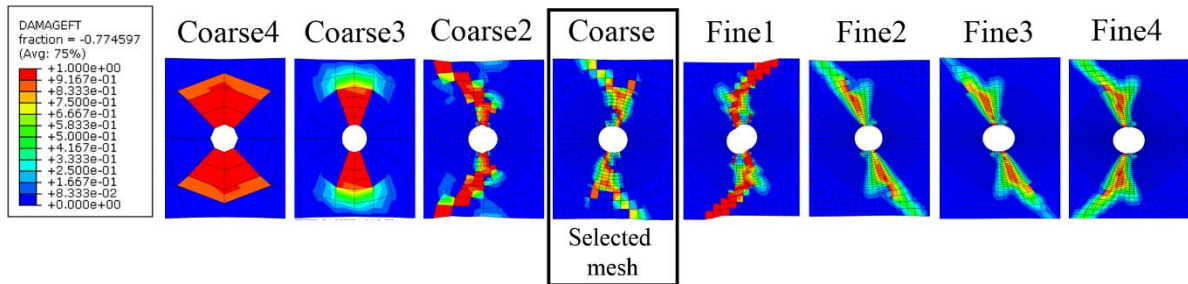 DAMAGEFT
fraction = -0.774597
(Avg: 75%)
+1.000e+00
+9.167e-01
+8.333e-01
+7.500e-01
+6.667e-01
+5.833e-01
+5.000e-01
+4.167e-01
+3.333e-01
+2.500e-01
+1.667e-01
+8.333e-02
+0.000e+00
Coarse4 Coarse3 Coarse2 Coarse Fine1 Fine2 Fine3 Fine4
Selected
mesh